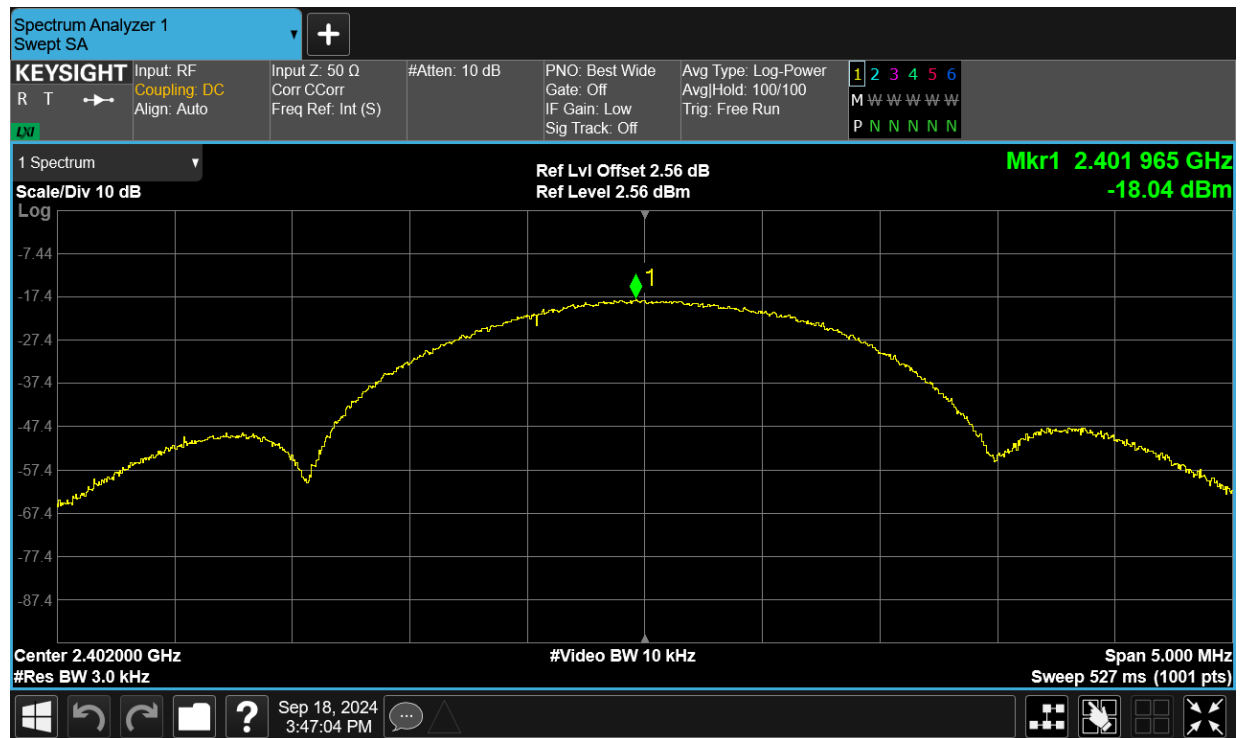 Spectrum Analyzer 1
Swept SA
KEYSIGHT
R T
LXI
Input: RF
Coupling: DC
Align: Auto
Input Z: 50 Ω
Corr CCorr
Freq Ref: Int (S)
#Atten: 10 dB
PNO: Best Wide
Gate: Off
IF Gain: Low
Sig Track: Off
Avg Type: Log-Power
Avg|Hold: 100/100
Trig: Free Run
1 2 3 4 5 6
M W W W W W
P N N N N N
1 Spectrum
Scale/Div 10 dB
Log
Ref Lvl Offset 2.56 dB
Ref Level 2.56 dBm
Mkr1 2.401 965 GHz
-18.04 dBm
1
-7.44
-17.4
-27.4
-37.4
-47.4
-57.4
-67.4
-77.4
-87.4
Center 2.402000 GHz
#Res BW 3.0 kHz
#Video BW 10 kHz
Span 5.000 MHz
Sweep 527 ms (1001 pts)
?
Sep 18, 2024
3:47:04 PM